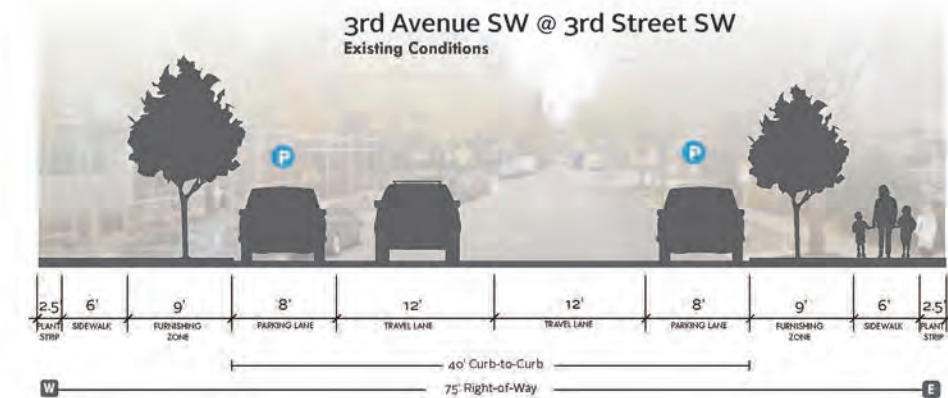 3rd Avenue SW @ 3rd Street SW
Existing Conditions
P
P
2.5' 6' 9' 8' 12' 12' 8' 9' 6' 2.5'
PLANT STRIP SIDEWALK FURNISHING ZONE PARKING LANE TRAVEL LANE TRAVEL LANE PARKING LANE FURNISHING ZONE SIDEWALK PLANT STRIP
40' Curb-to-Curb
W 75' Right-of-Way E